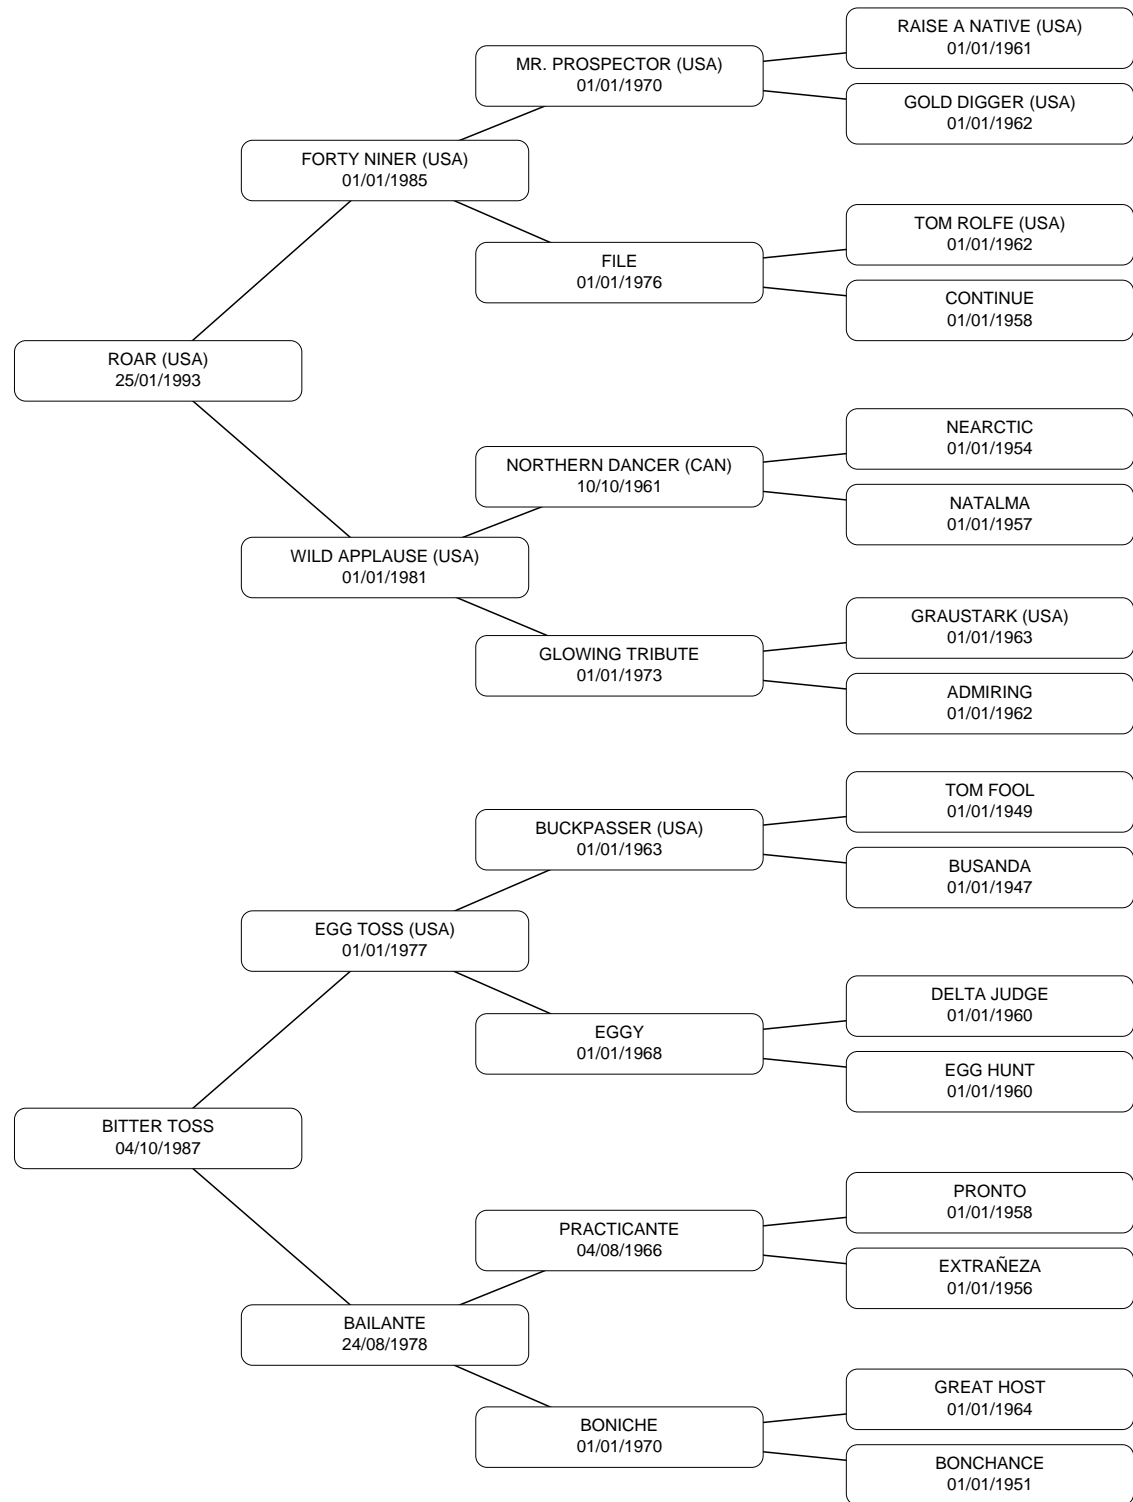 RAISE A NATIVE (USA)
01/01/1961
MR. PROSPECTOR (USA)
01/01/1970
GOLD DIGGER (USA)
01/01/1962
FORTY NINER (USA)
01/01/1985
TOM ROLFE (USA)
01/01/1962
FILE
01/01/1976
CONTINUE
01/01/1958
ROAR (USA)
25/01/1993
NEARCTIC
01/01/1954
NORTHERN DANCER (CAN)
10/10/1961
NATALMA
01/01/1957
WILD APPLAUSE (USA)
01/01/1981
GRAUSTARK (USA)
01/01/1963
GLOWING TRIBUTE
01/01/1973
ADMIRING
01/01/1962
TOM FOOL
01/01/1949
BUCKPASSER (USA)
01/01/1963
BUSANDA
01/01/1947
EGG TOSS (USA)
01/01/1977
DELTA JUDGE
01/01/1960
EGGY
01/01/1968
EGG HUNT
01/01/1960
BITTER TOSS
04/10/1987
PRONTO
01/01/1958
PRACTICANTE
04/08/1966
EXTRAÑEZA
01/01/1956
BAILANTE
24/08/1978
GREAT HOST
01/01/1964
BONICHE
01/01/1970
BONCHANCE
01/01/1951